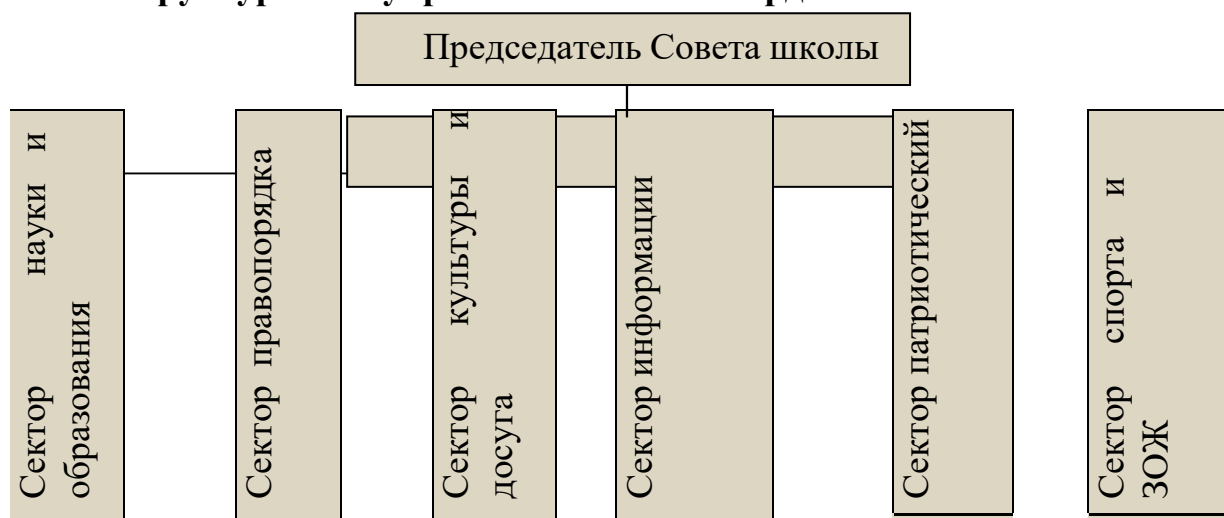 Председатель Совета школы
Сектор науки и
образования
Сектор правопорядка
Сектор культуры и
досуга
Сектор информации
Сектор патриотический
Сектор спорта и
ЗОЖ